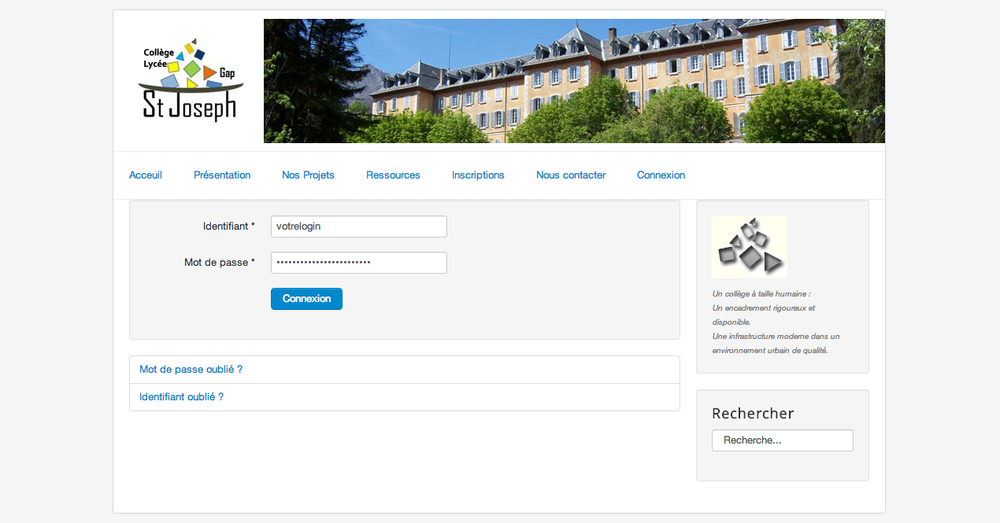 Collège
Lycée
Gap
St Joseph
Acceuil Présentation Nos Projets Ressources Inscriptions Nous contacter Connexion
Identifiant *
votrelogin
Mot de passe *
••••••••••••••••••••••••
Connexion
Mot de passe oublié ?
Identifiant oublié ?
Un collège à taille humaine :
Un encadrement rigoureux et
disponible.
Une infrastructure moderne dans un
environnement urbain de qualité.
Rechercher
Recherche...